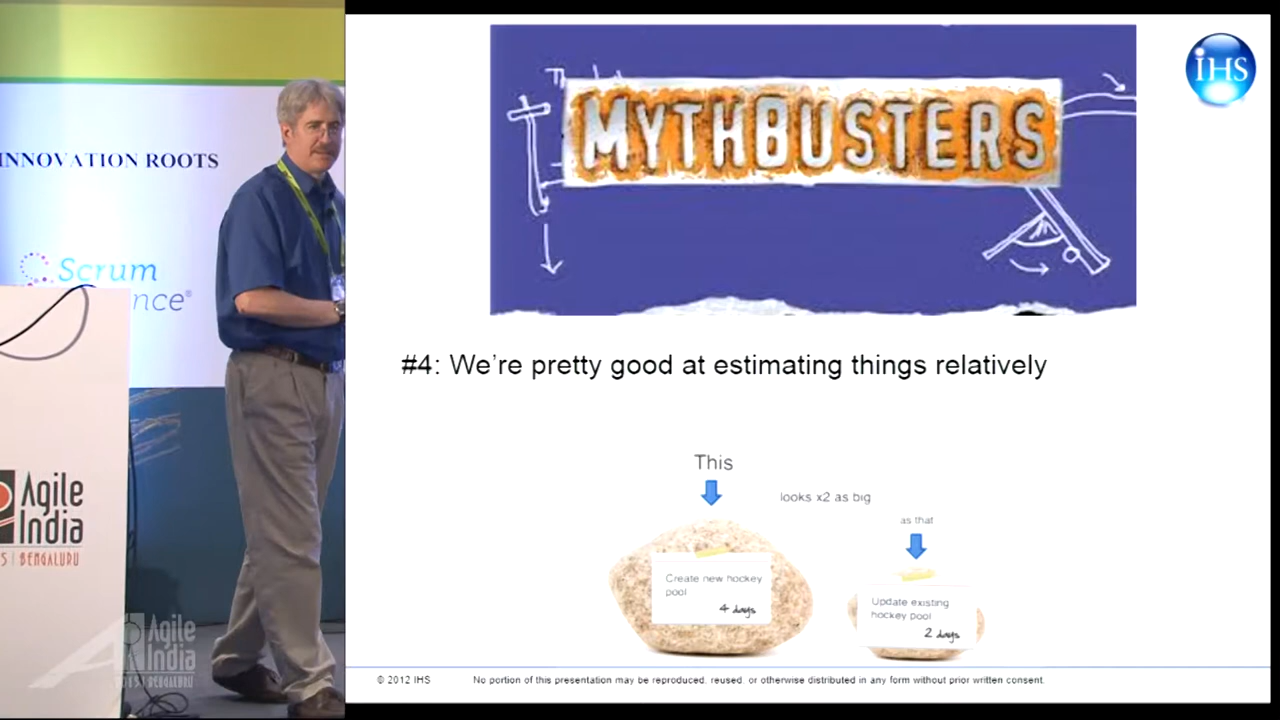 INNOVATION ROOTS
Scrum
nce®
Agile
India
BENGALURU
Agile
India
BENGALURU
IHS
MYTHBUSTERS
#4: We're pretty good at estimating things relatively
This
looks x2 as big
as that
Create new hockey
pool
4 days
Update existing
hockey pool
2 days
© 2012 IHS
No portion of this presentation may be reproduced, reused, or otherwise distributed in any form without prior written consent.